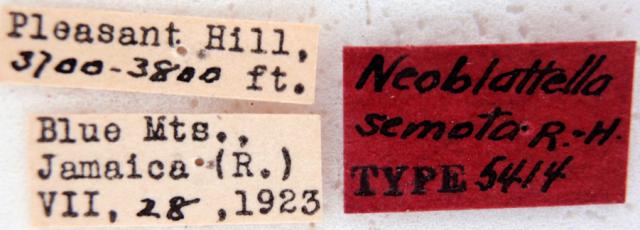 Pleasant Hill,
3700-3800 ft.
Blue Mts.,
Jamaica (R.)
VII, 28, 1923
Neoblattella
semota R.-H.
TYPE 5414